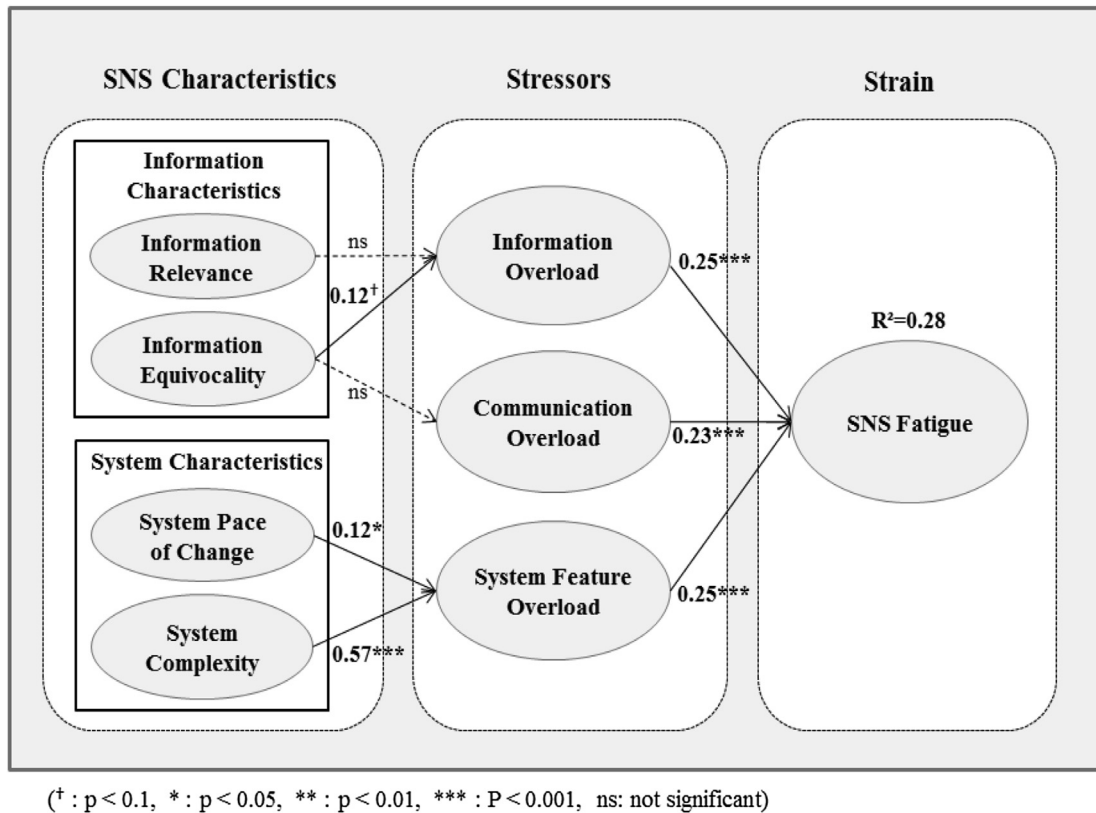 SNS Characteristics
Stressors
Strain
Information
Characteristics
Information
Relevance
Information
Equivocality
ns
0.12†
ns
System Characteristics
System Pace
of Change
System
Complexity
0.12*
0.57***
Information
Overload
Communication
Overload
System Feature
Overload
0.25***
0.23***
0.25***
R²=0.28
SNS Fatigue
(† : p < 0.1, * : p < 0.05, ** : p < 0.01, *** : P < 0.001, ns: not significant)